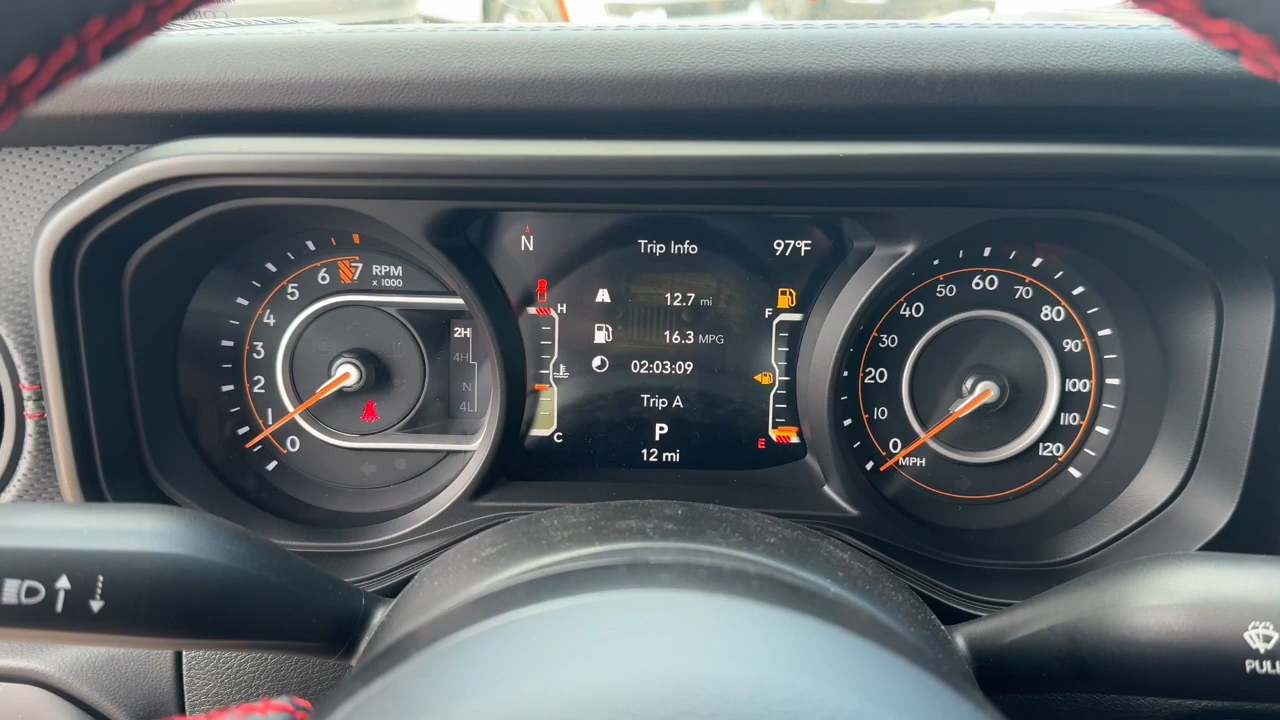 N
Trip Info
97°F
12.7 mi
16.3 MPG
02:03:09
Trip A
P
12 mi
H
C
F
E
0
1
2
3
4
5
6
7
RPM
x 1000
2H
4H
N
4L
0
10
20
30
40
50
60
70
80
90
100
110
120
MPH
PULL